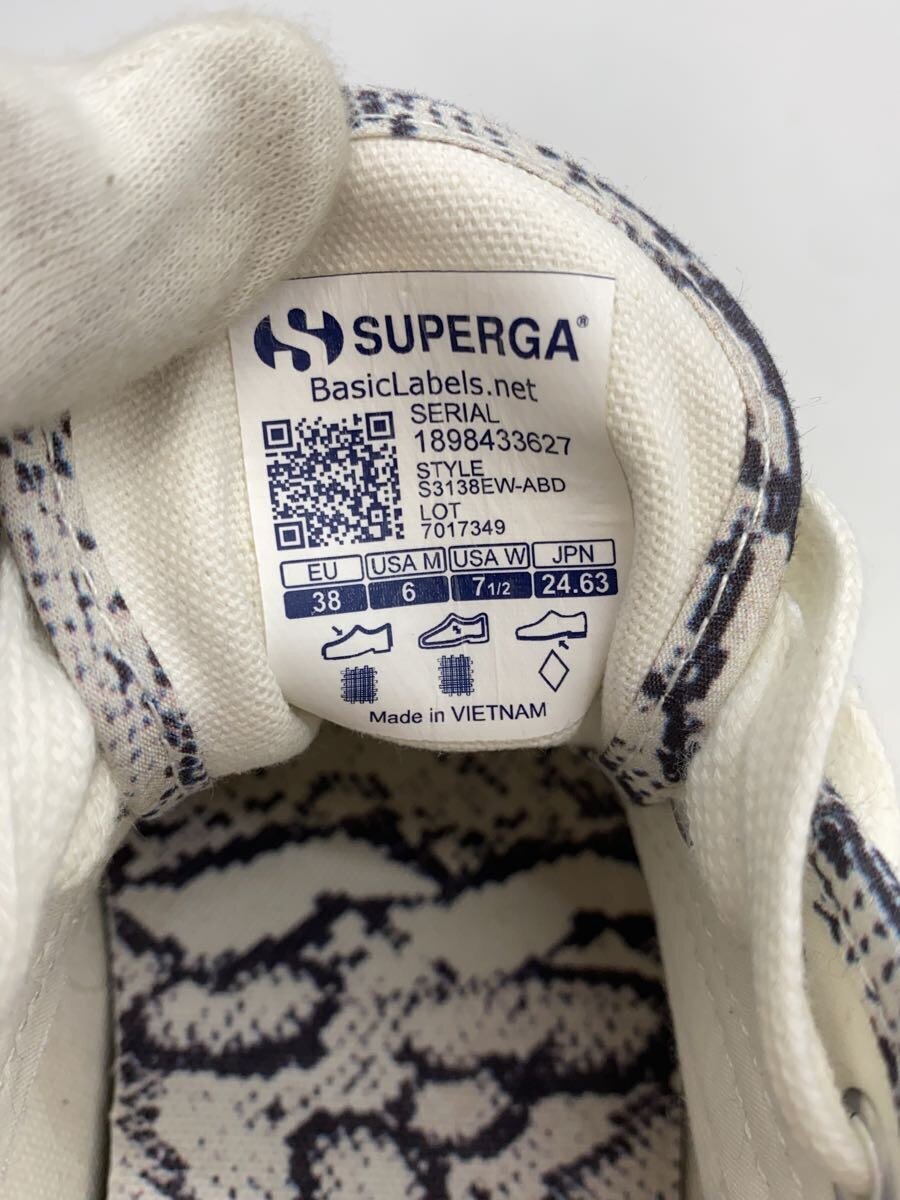 SUPERGA®
BasicLabels.net
SERIAL
1898433627
STYLE
S3138EW-ABD
LOT
7017349
EU USA M USA W JPN
38 6 7 1/2 24.63
Made in VIETNAM